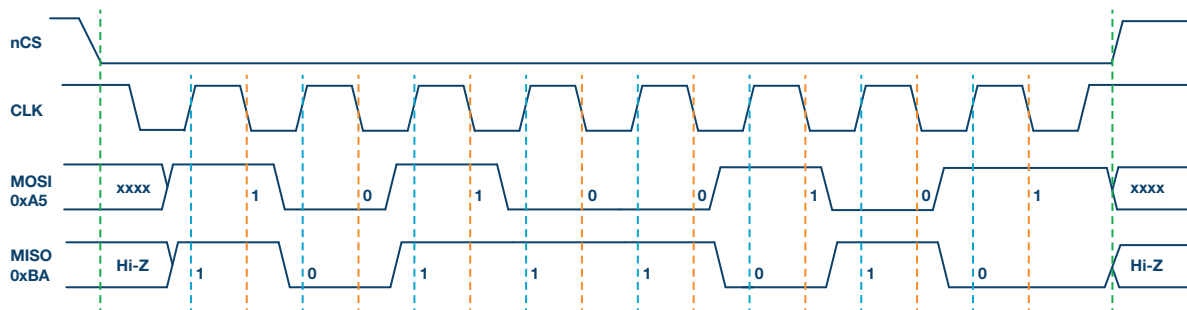 nCS
CLK
MOSI
0xA5
xxxx 1 0 1 0 0 1 0 1 xxxx
MISO
0xBA
Hi-Z 1 0 1 1 1 0 1 0 Hi-Z